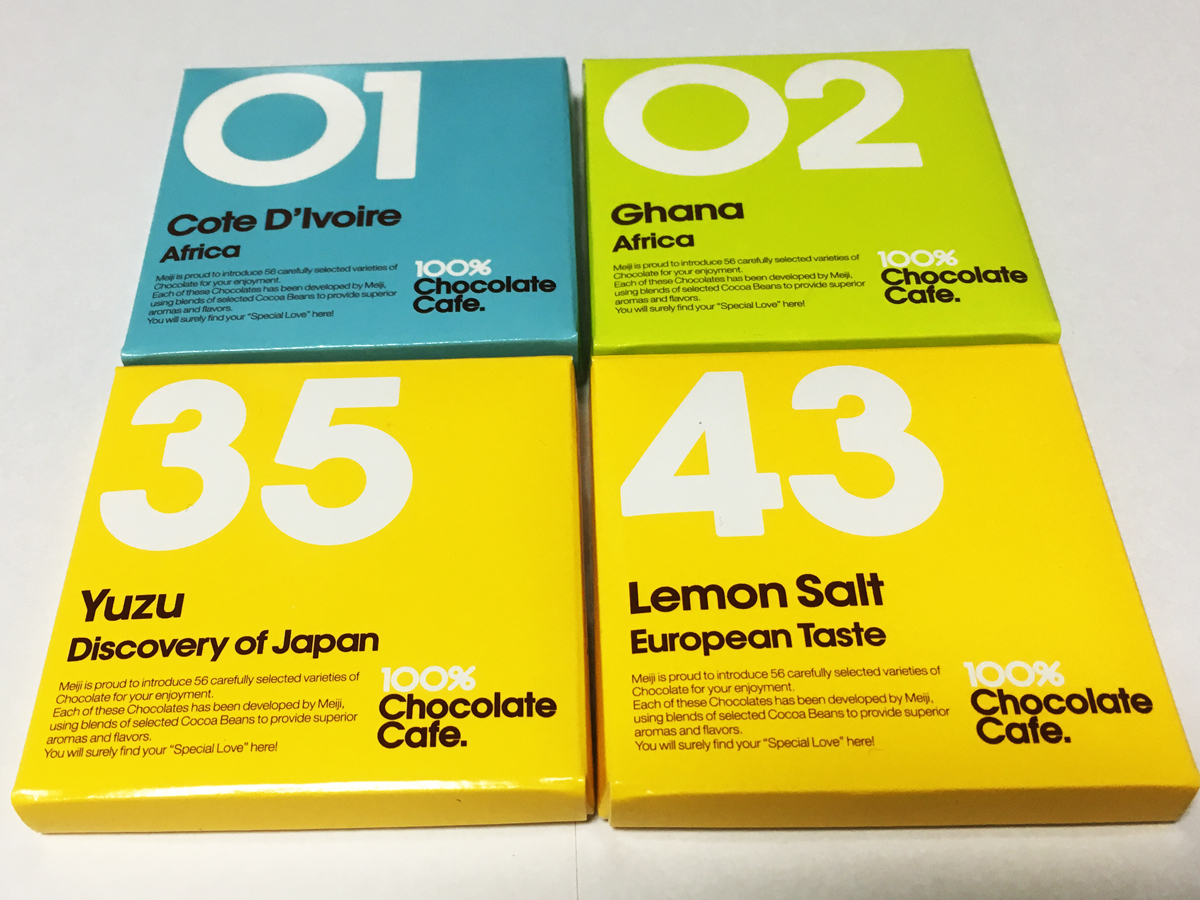 01
Cote D'Ivoire
Africa
Meiji is proud to introduce 56 carefully selected varieties of
Chocolate for your enjoyment.
Each of these Chocolates has been developed by Meiji,
using blends of selected Cocoa Beans to provide superior
aromas and flavors.
You will surely find your "Special Love" here!
100%
Chocolate
Cafe.
02
Ghana
Africa
Meiji is proud to introduce 56 carefully selected varieties of
Chocolate for your enjoyment.
Each of these Chocolates has been developed by Meiji,
using blends of selected Cocoa Beans to provide superior
aromas and flavors.
You will surely find your "Special Love" here!
100%
Chocolate
Cafe.
35
Yuzu
Discovery of Japan
Meiji is proud to introduce 56 carefully selected varieties of
Chocolate for your enjoyment.
Each of these Chocolates has been developed by Meiji,
using blends of selected Cocoa Beans to provide superior
aromas and flavors.
You will surely find your "Special Love" here!
100%
Chocolate
Cafe.
43
Lemon Salt
European Taste
Meiji is proud to introduce 56 carefully selected varieties of
Chocolate for your enjoyment.
Each of these Chocolates has been developed by Meiji,
using blends of selected Cocoa Beans to provide superior
aromas and flavors.
You will surely find your "Special Love" here!
100%
Chocolate
Cafe.